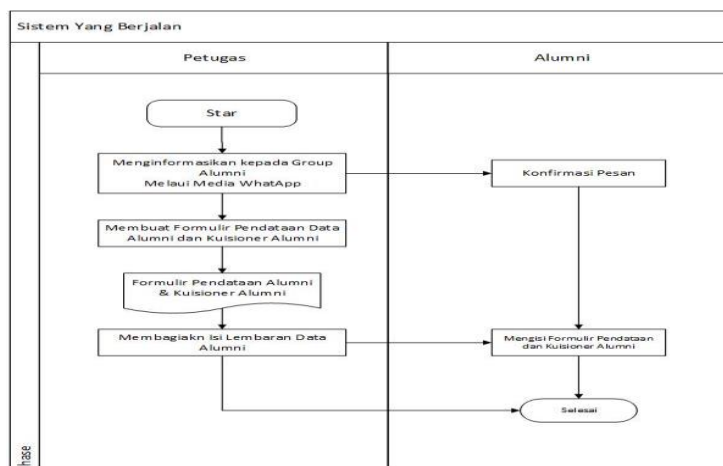 Sistem Yang Berjalan
Petugas
Alumni
Star
Menginformasikan kepada Group
Alumni
Melaui Media WhatApp
Konfirmasi Pesan
Membuat Formulir Pendataan Data
Alumni dan Kuisioner Alumni
Formulir Pendataan Alumni
& Kuisioner Alumni
Membagiakn Isi Lembaran Data
Alumni
Mengisi Formulir Pendataan
dan Kuisioner Alumni
Selesai
hase